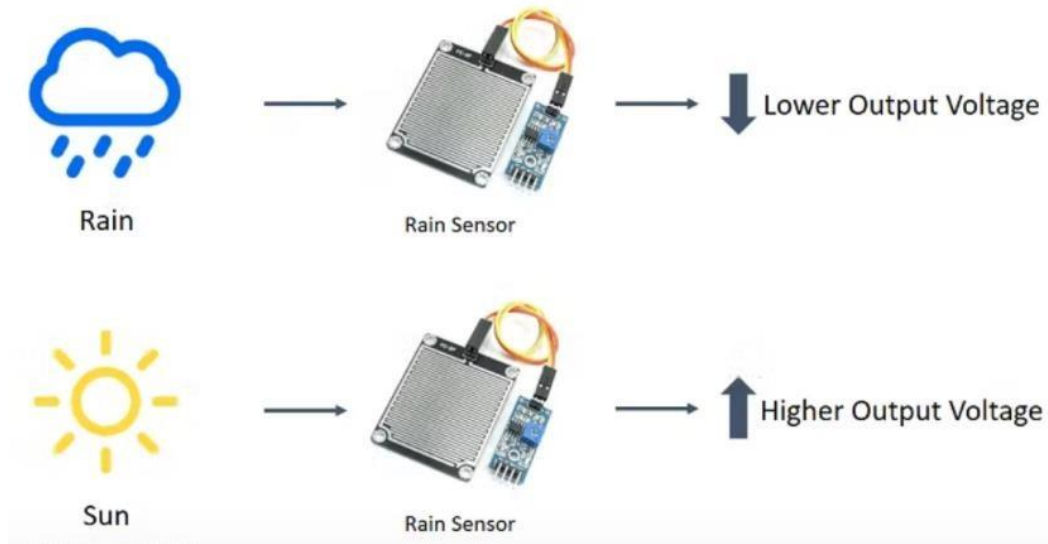 Lower Output Voltage
Rain
Rain Sensor
Higher Output Voltage
Sun
Rain Sensor